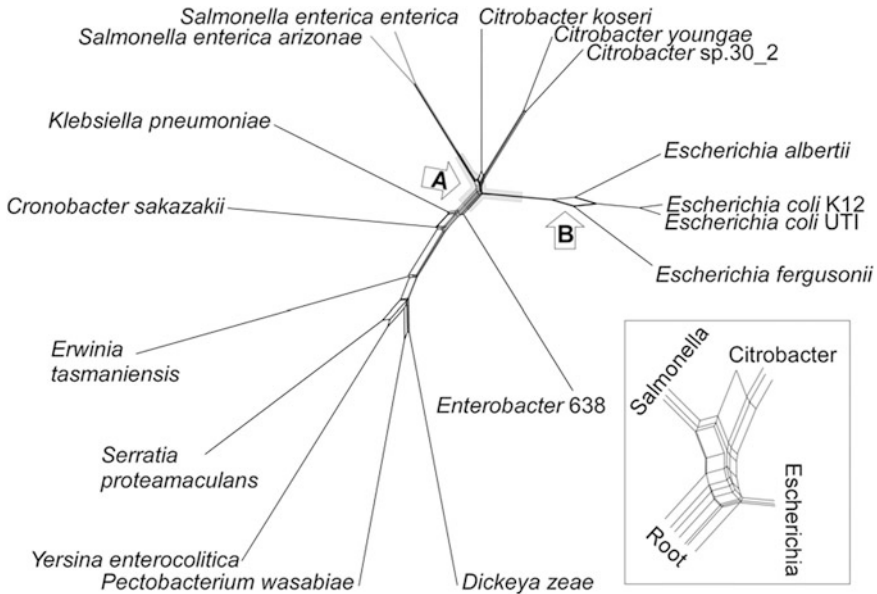 Salmonella enterica enterica
Salmonella enterica arizonae
Citrobacter koseri
Citrobacter youngae
Citrobacter sp.30_2
Klebsiella pneumoniae
Escherichia albertii
A
Cronobacter sakazakii
Escherichia coli K12
Escherichia coli UTI
B
Escherichia fergusonii
Erwinia
tasmaniensis
Enterobacter 638
Serratia
proteamaculans
Yersina enterocolitica
Pectobacterium wasabiae
Dickeya zeae
Salmonella
Citrobacter
Escherichia
Root